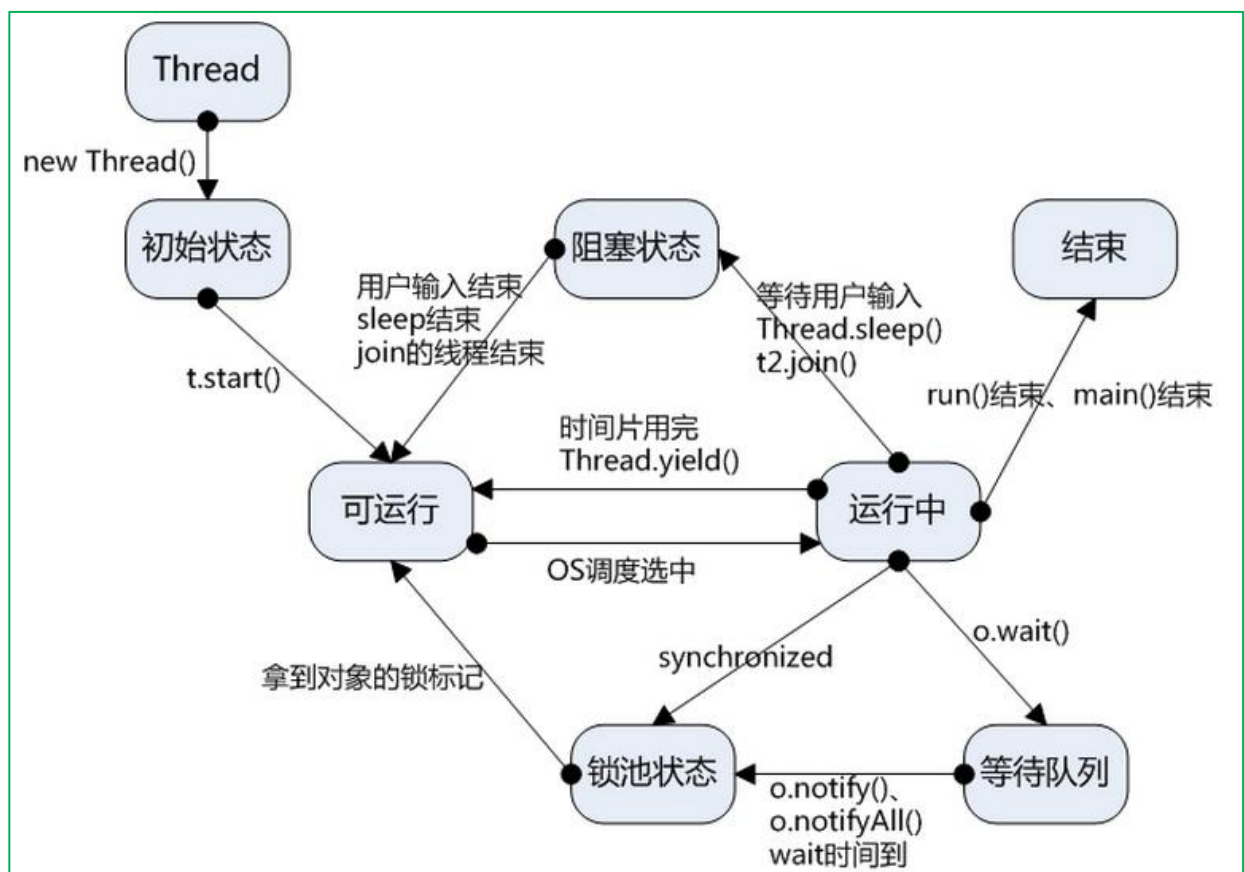 Thread
new Thread()
初始状态
阻塞状态
结束
用户输入结束
sleep结束
join的线程结束
等待用户输入
Thread.sleep()
t2.join()
t.start()
run()结束、main()结束
时间片用完
Thread.yield()
可运行
运行中
OS调度选中
synchronized
o.wait()
拿到对象的锁标记
锁池状态
等待队列
o.notify()、
o.notifyAll()
wait时间到